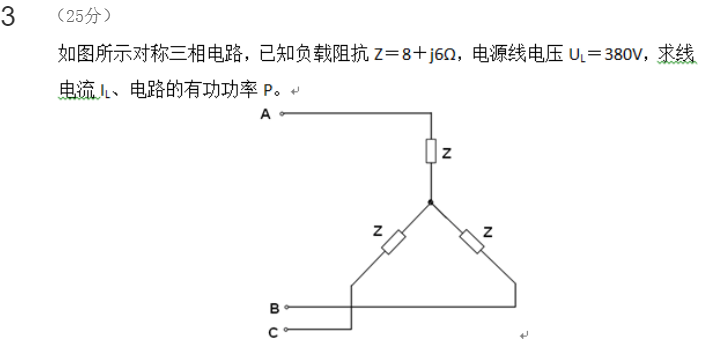 3 （25分）
如图所示对称三相电路，已知负载阻抗 Z＝8＋j6Ω，电源线电压 UL＝380V，求线
电流 IL、电路的有功功率 P。
A
Z
Z
Z
B
C